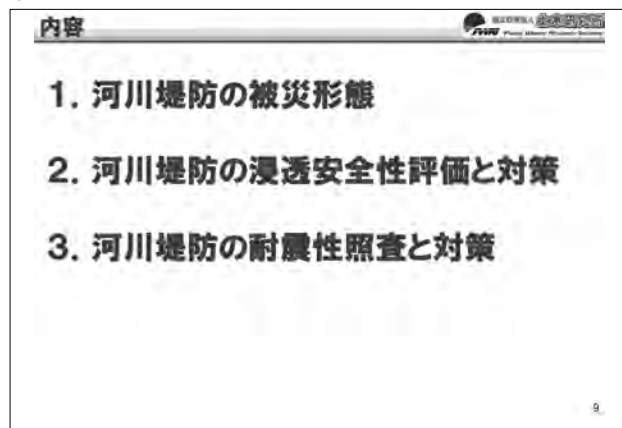 内容
1. 河川堤防の被災形態
2. 河川堤防の浸透安全性評価と対策
3. 河川堤防の耐震性照査と対策
9